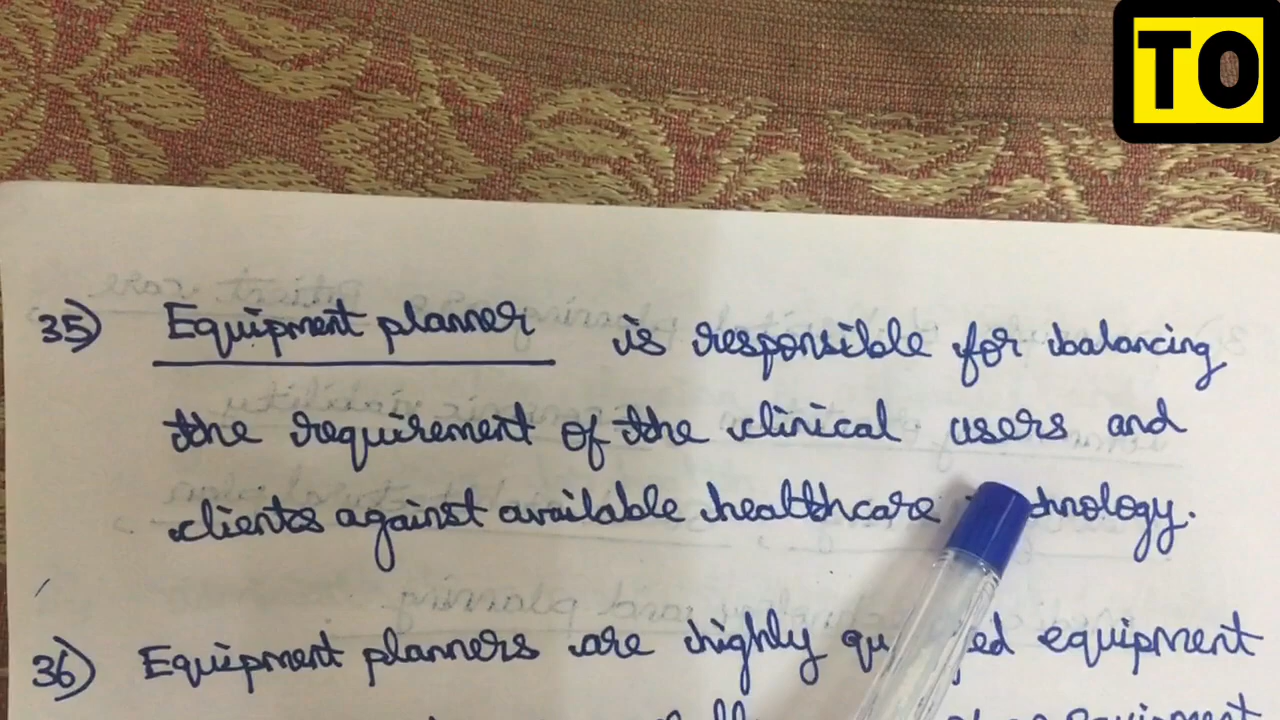 TO
35) Equipment planner is responsible for balancing
the requirement of the clinical users and
clients against available healthcare
36) Equipment planners are highly equipment